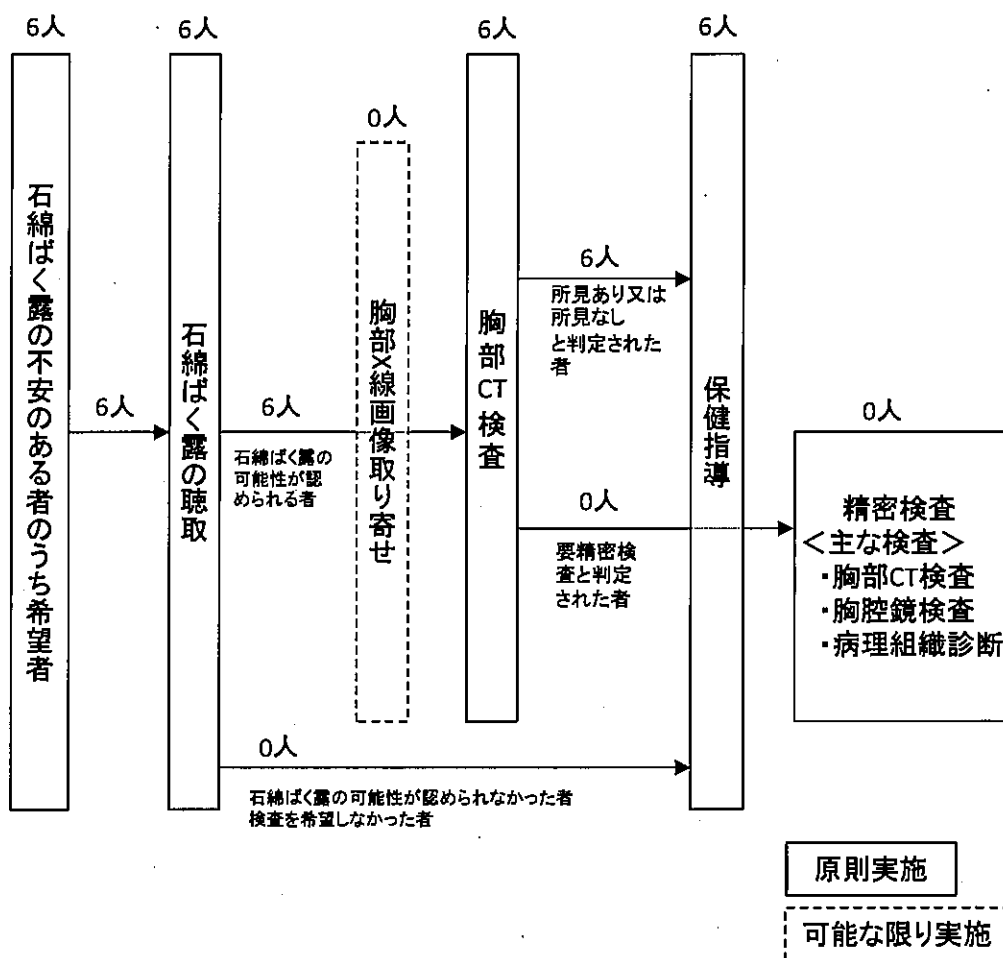 6人
石綿ばく露の不安のある者のうち希望者
6人
6人
石綿ばく露の聴取
6人
石綿ばく露の
可能性が認
められる者
0人
胸部X線画像取り寄せ
6人
胸部CT検査
6人
所見あり又は
所見なし
と判定された
者
0人
要精密検
査と判定
された者
0人
石綿ばく露の可能性が認められなかった者
検査を希望しなかった者
6人
保健指導
0人
精密検査
＜主な検査＞
・胸部CT検査
・胸腔鏡検査
・病理組織診断
原則実施
可能な限り実施